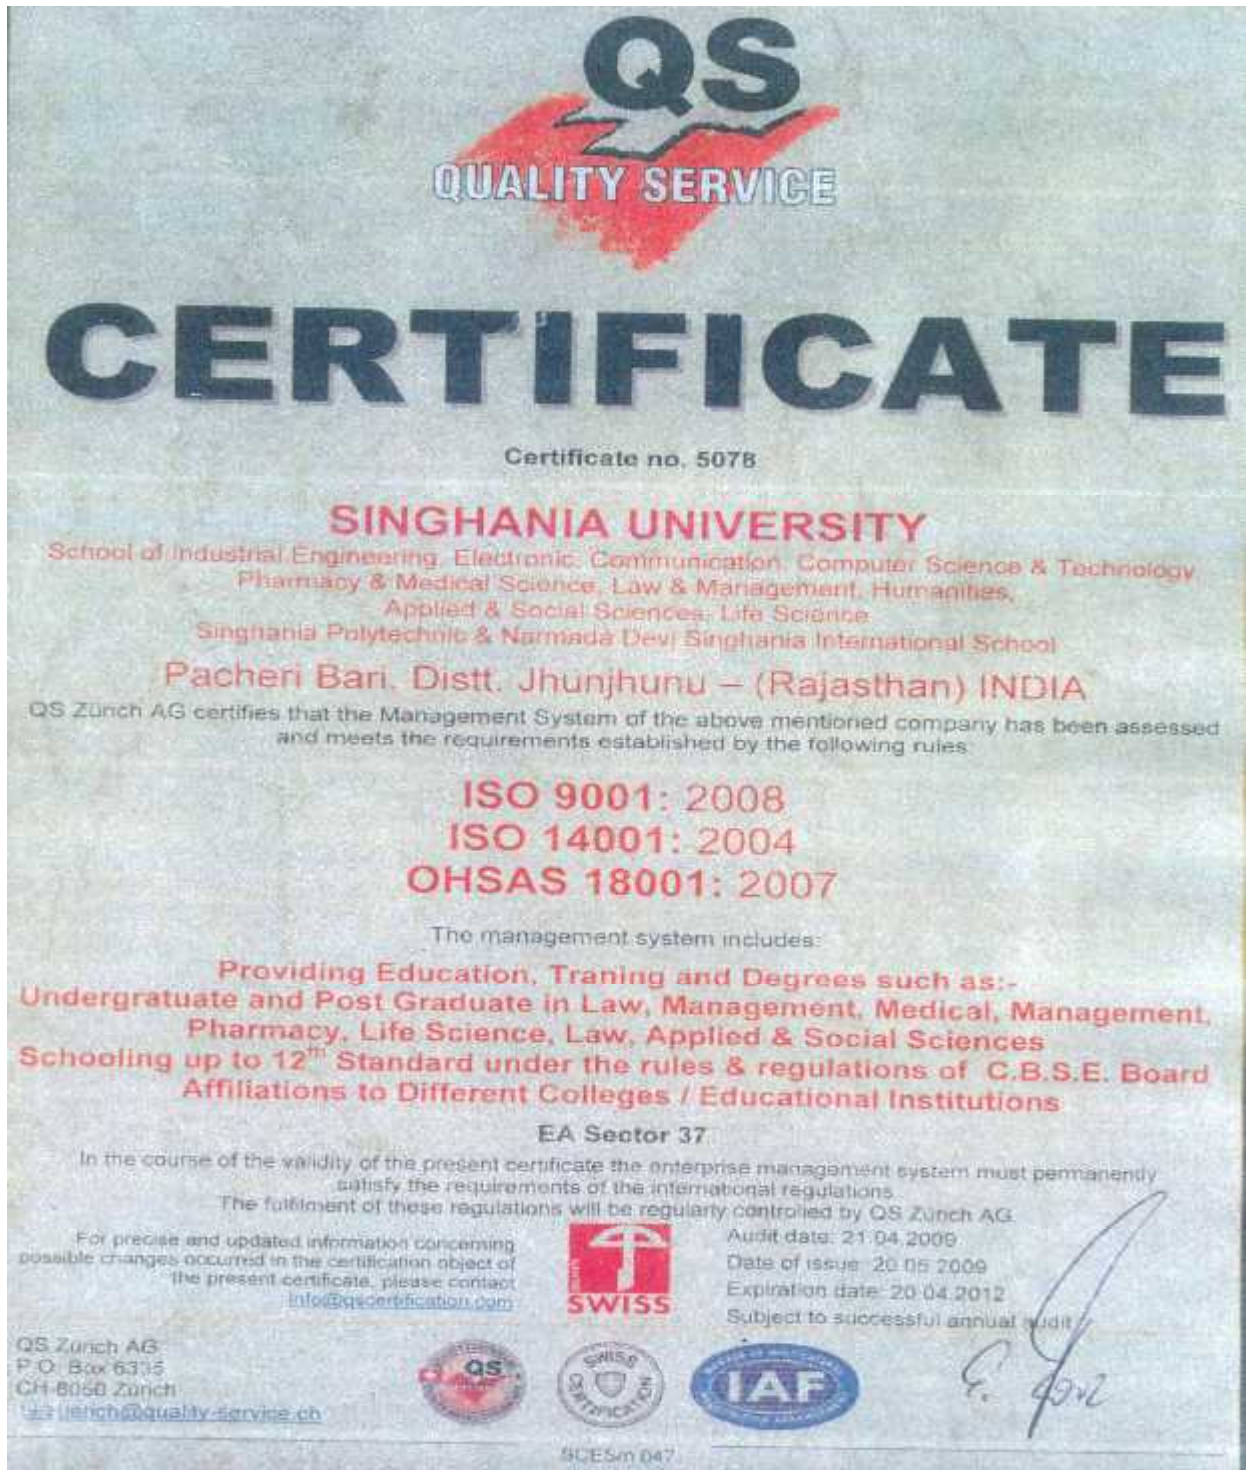 QS
QUALITY SERVICE
CERTIFICATE
Certificate no. 5078
SINGHANIA UNIVERSITY
School of Industrial Engineering, Electronic, Communication, Computer Science & Technology
Pharmacy & Medical Science, Law & Management, Humanities,
Applied & Social Sciences, Life Science
Singhania Polytechnic & Narmada Devi Singhania International School
Pacheri Bari, Distt. Jhunjhunu – (Rajasthan) INDIA
QS Zürich AG certifies that the Management System of the above mentioned company has been assessed
and meets the requirements established by the following rules:
ISO 9001: 2008
ISO 14001: 2004
OHSAS 18001: 2007
The management system includes:
Providing Education, Traning and Degrees such as:-
Undergratuate and Post Graduate in Law, Management, Medical, Management,
Pharmacy, Life Science, Law, Applied & Social Sciences
Schooling up to 12th Standard under the rules & regulations of C.B.S.E. Board
Affiliations to Different Colleges / Educational Institutions
EA Sector 37
In the course of the validity of the present certificate the enterprise management system must permanently
satisfy the requirements of the international regulations.
The fulfilment of these regulations will be regularly controlled by QS Zürich AG.
For precise and updated information concerning
possible changes occurred in the certification object of
the present certificate, please contact
info@qscertification.com
SWISS
Audit date: 21.04.2009
Date of issue: 20.05.2009
Expiration date: 20.04.2012
Subject to successful annual audit
QS Zürich AG
P.O. Box 6335
CH-8050 Zürich
QS
SWISS CERTIFICATION
IAF
SCESm 047